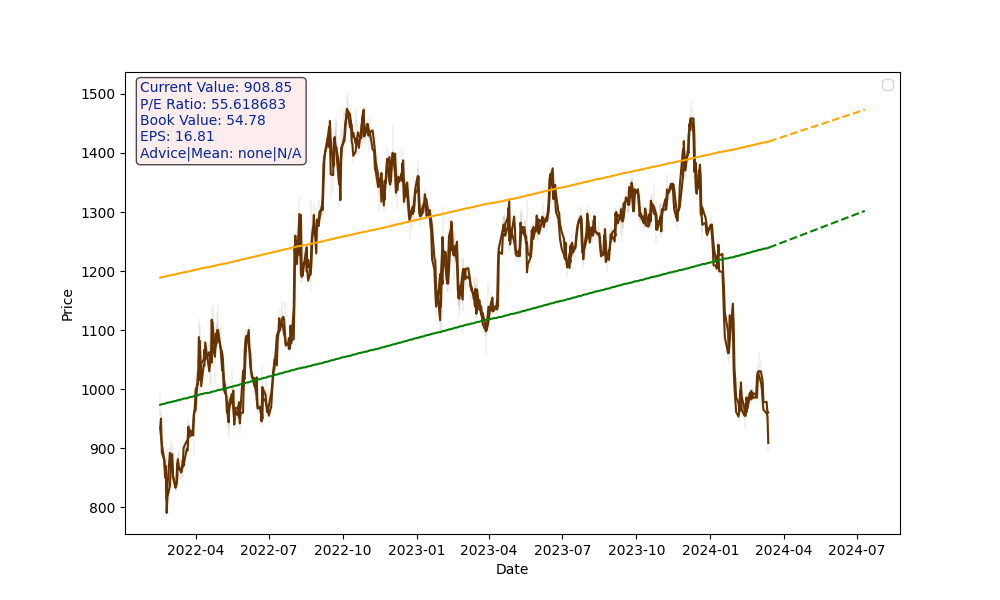 Current Value: 908.85
P/E Ratio: 55.618683
Book Value: 54.78
EPS: 16.81
Advice|Mean: none|N/A
1500
1400
1300
1200
1100
1000
900
800
Price
2022-04 2022-07 2022-10 2023-01 2023-04 2023-07 2023-10 2024-01 2024-04 2024-07
Date